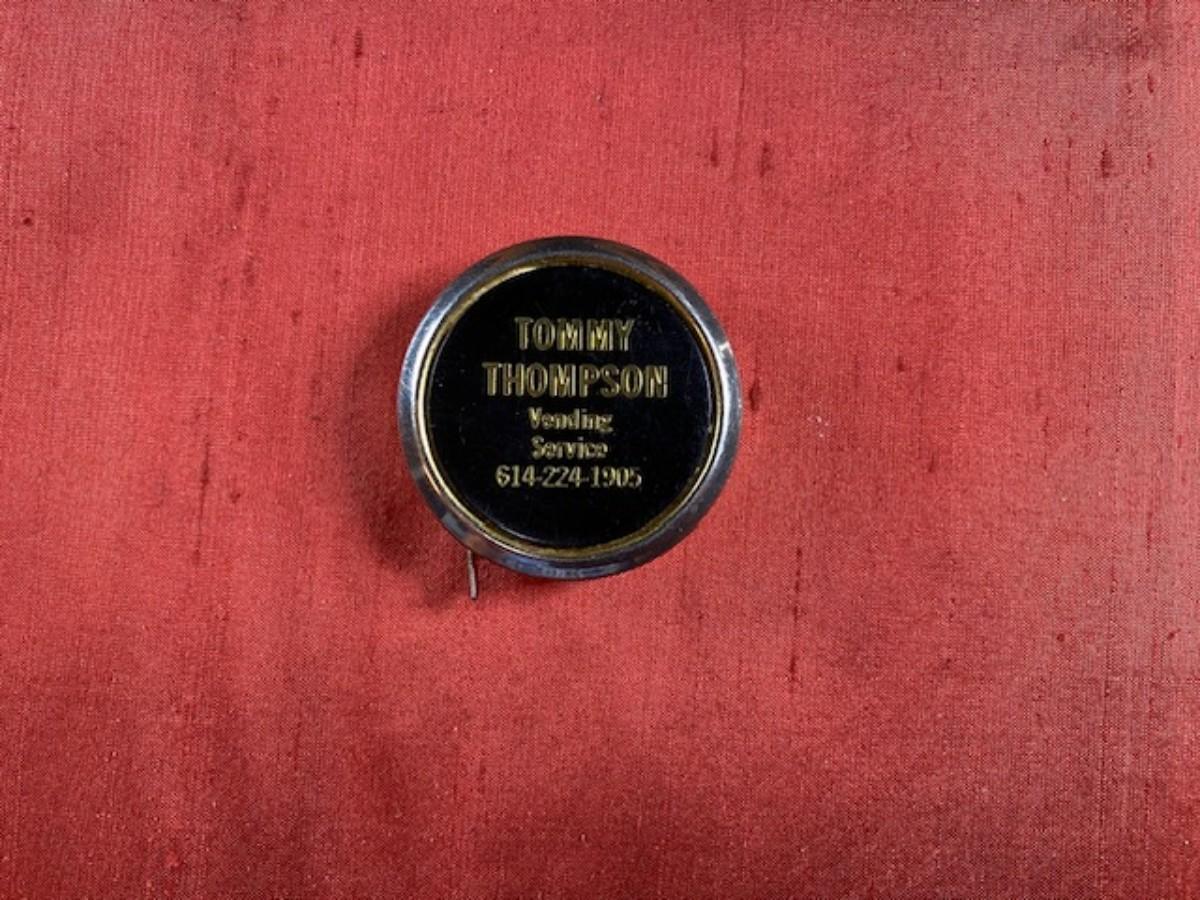 TOMMY
THOMPSON
Vending
Service
614-224-1905